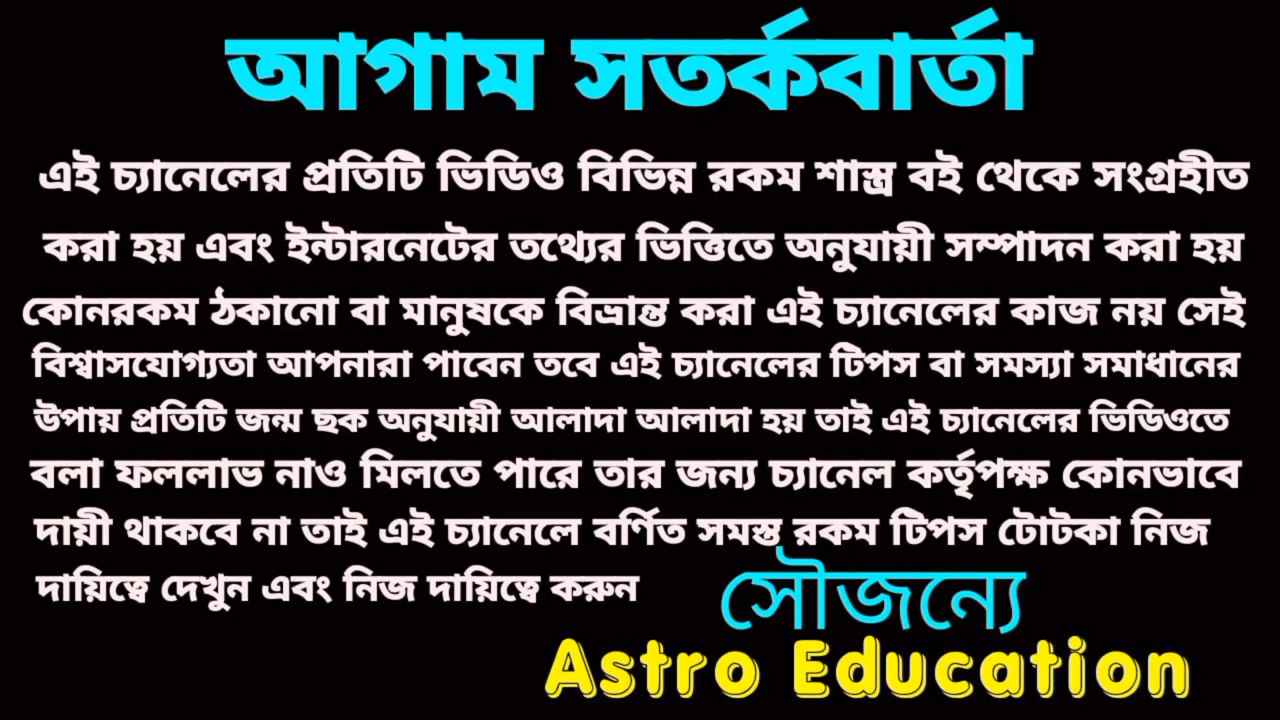 আগাম সতর্কবার্তা
এই চ্যানেলের প্রতিটি ভিডিও বিভিন্ন রকম শাস্ত্র বই থেকে সংগ্রহীত
করা হয় এবং ইন্টারনেটের তথ্যের ভিত্তিতে অনুযায়ী সম্পাদন করা হয়
কোনরকম ঠকানো বা মানুষকে বিভ্রান্ত করা এই চ্যানেলের কাজ নয় সেই
বিশ্বাসযোগ্যতা আপনারা পাবেন তবে এই চ্যানেলের টিপস বা সমস্যা সমাধানের
উপায় প্রতিটি জন্ম ছক অনুযায়ী আলাদা আলাদা হয় তাই এই চ্যানেলের ভিডিওতে
বলা ফললাভ নাও মিলতে পারে তার জন্য চ্যানেল কর্তৃপক্ষ কোনভাবে
দায়ী থাকবে না তাই এই চ্যানেলে বর্ণিত সমস্ত রকম টিপস টোটকা নিজ
দায়িত্বে দেখুন এবং নিজ দায়িত্বে করুন
সৌজন্যে
Astro Education